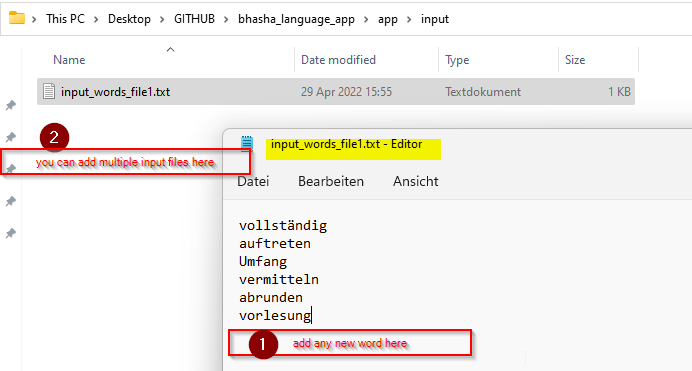 This PC > Desktop > GITHUB > bhasha_language_app > app > input
Name Date modified Type Size
input_words_file1.txt 29 Apr 2022 15:55 Textdokument 1 KB
2
you can add multiple input files here
input_words_file1.txt - Editor
Datei Bearbeiten Ansicht
vollständig
auftreten
Umfang
vermitteln
abrunden
vorlesung
1 add any new word here